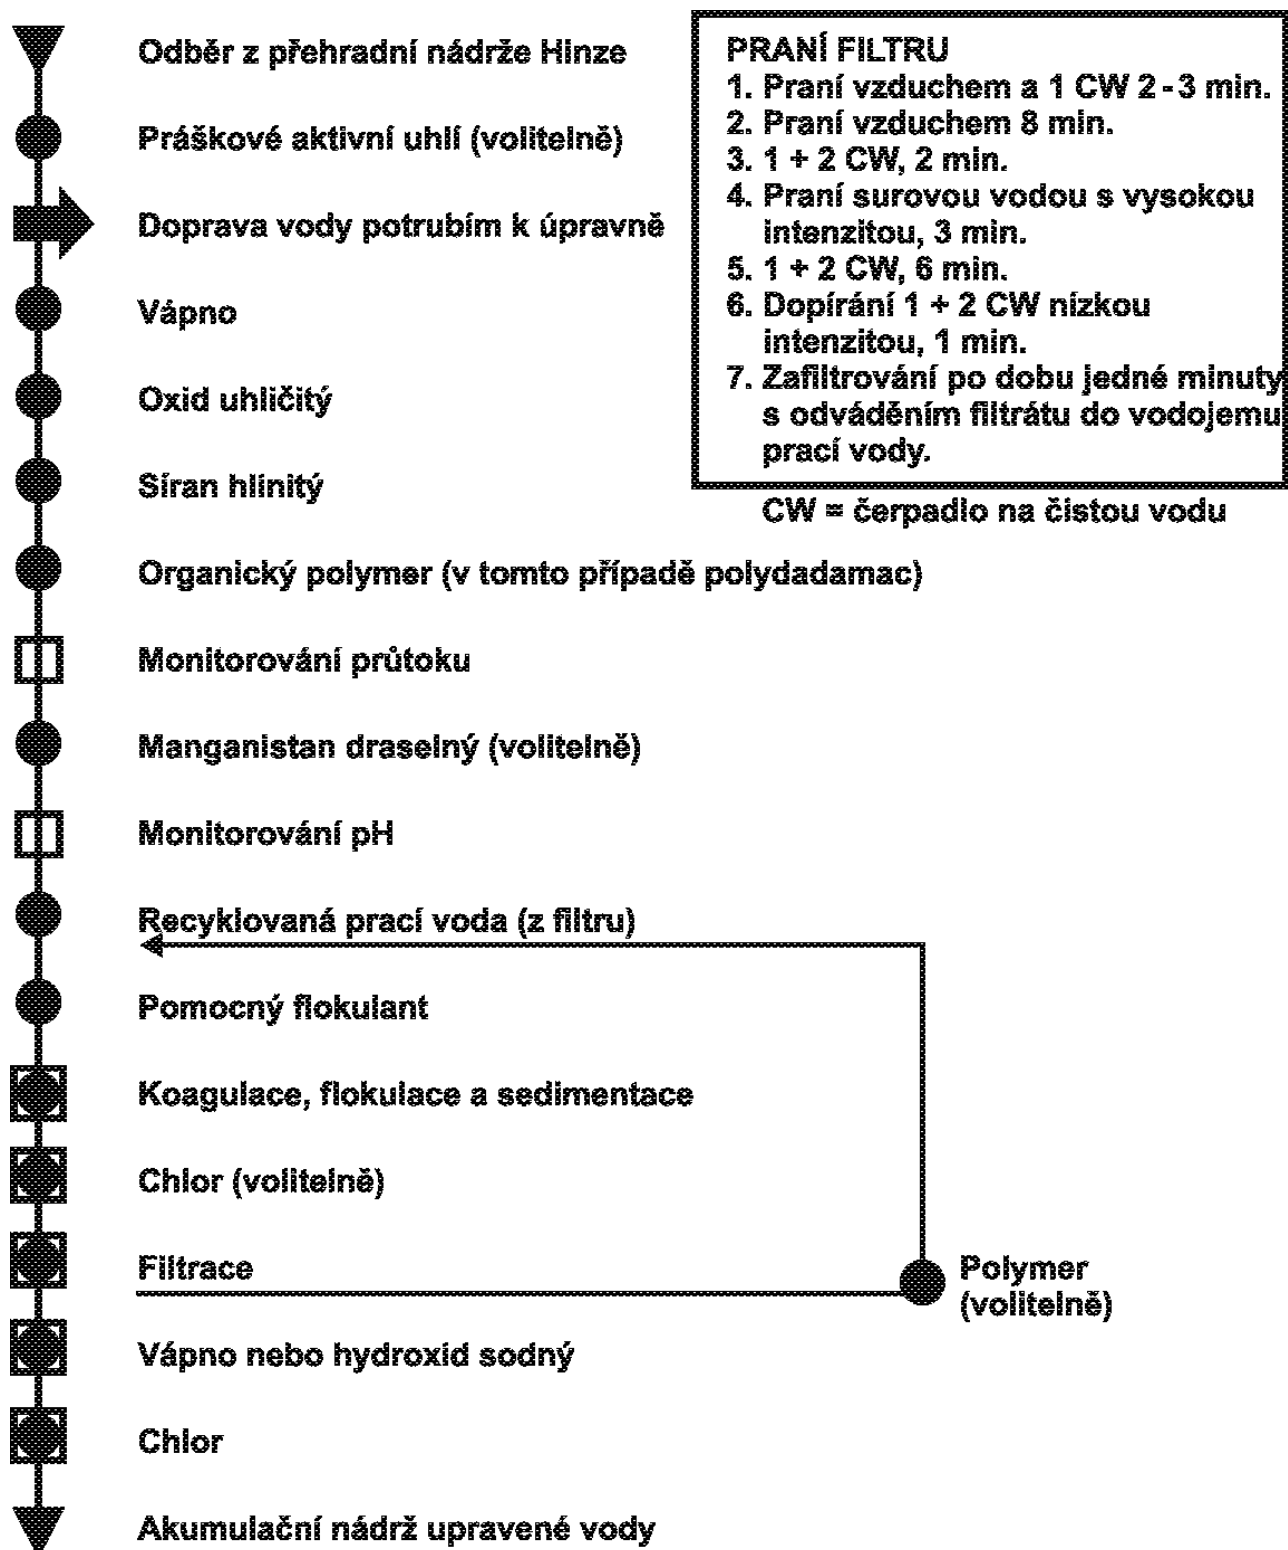 Odběr z přehradní nádrže Hinze
Práškové aktivní uhlí (volitelně)
Doprava vody potrubím k úpravně
Vápno
Oxid uhličitý
Síran hlinitý
Organický polymer (v tomto případě polydadamac)
Monitorování průtoku
Manganistan draselný (volitelně)
Monitorování pH
Recyklovaná prací voda (z filtru)
Pomocný flokulant
Koagulace, flokulace a sedimentace
Chlor (volitelně)
Filtrace
Polymer
(volitelně)
Vápno nebo hydroxid sodný
Chlor
Akumulační nádrž upravené vody
PRANÍ FILTRU
1. Praní vzduchem a 1 CW 2 - 3 min.
2. Praní vzduchem 8 min.
3. 1 + 2 CW, 2 min.
4. Praní surovou vodou s vysokou
intenzitou, 3 min.
5. 1 + 2 CW, 6 min.
6. Dopírání 1 + 2 CW nízkou
intenzitou, 1 min.
7. Zafiltrování po dobu jedné minuty
s odváděním filtrátu do vodojemu
prací vody.
CW = čerpadlo na čistou vodu